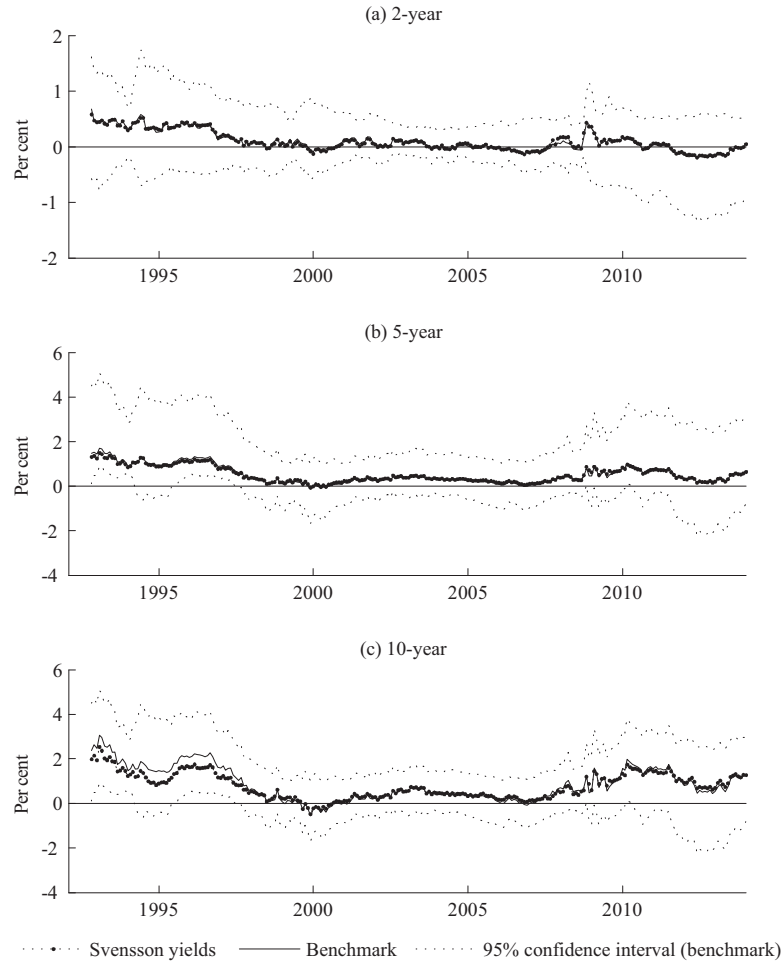 (a) 2-year
2
1
0
-1
-2
Per cent
1995 2000 2005 2010
(b) 5-year
6
4
2
0
-2
-4
Per cent
1995 2000 2005 2010
(c) 10-year
6
4
2
0
-2
-4
Per cent
1995 2000 2005 2010
Svensson yields Benchmark 95% confidence interval (benchmark)